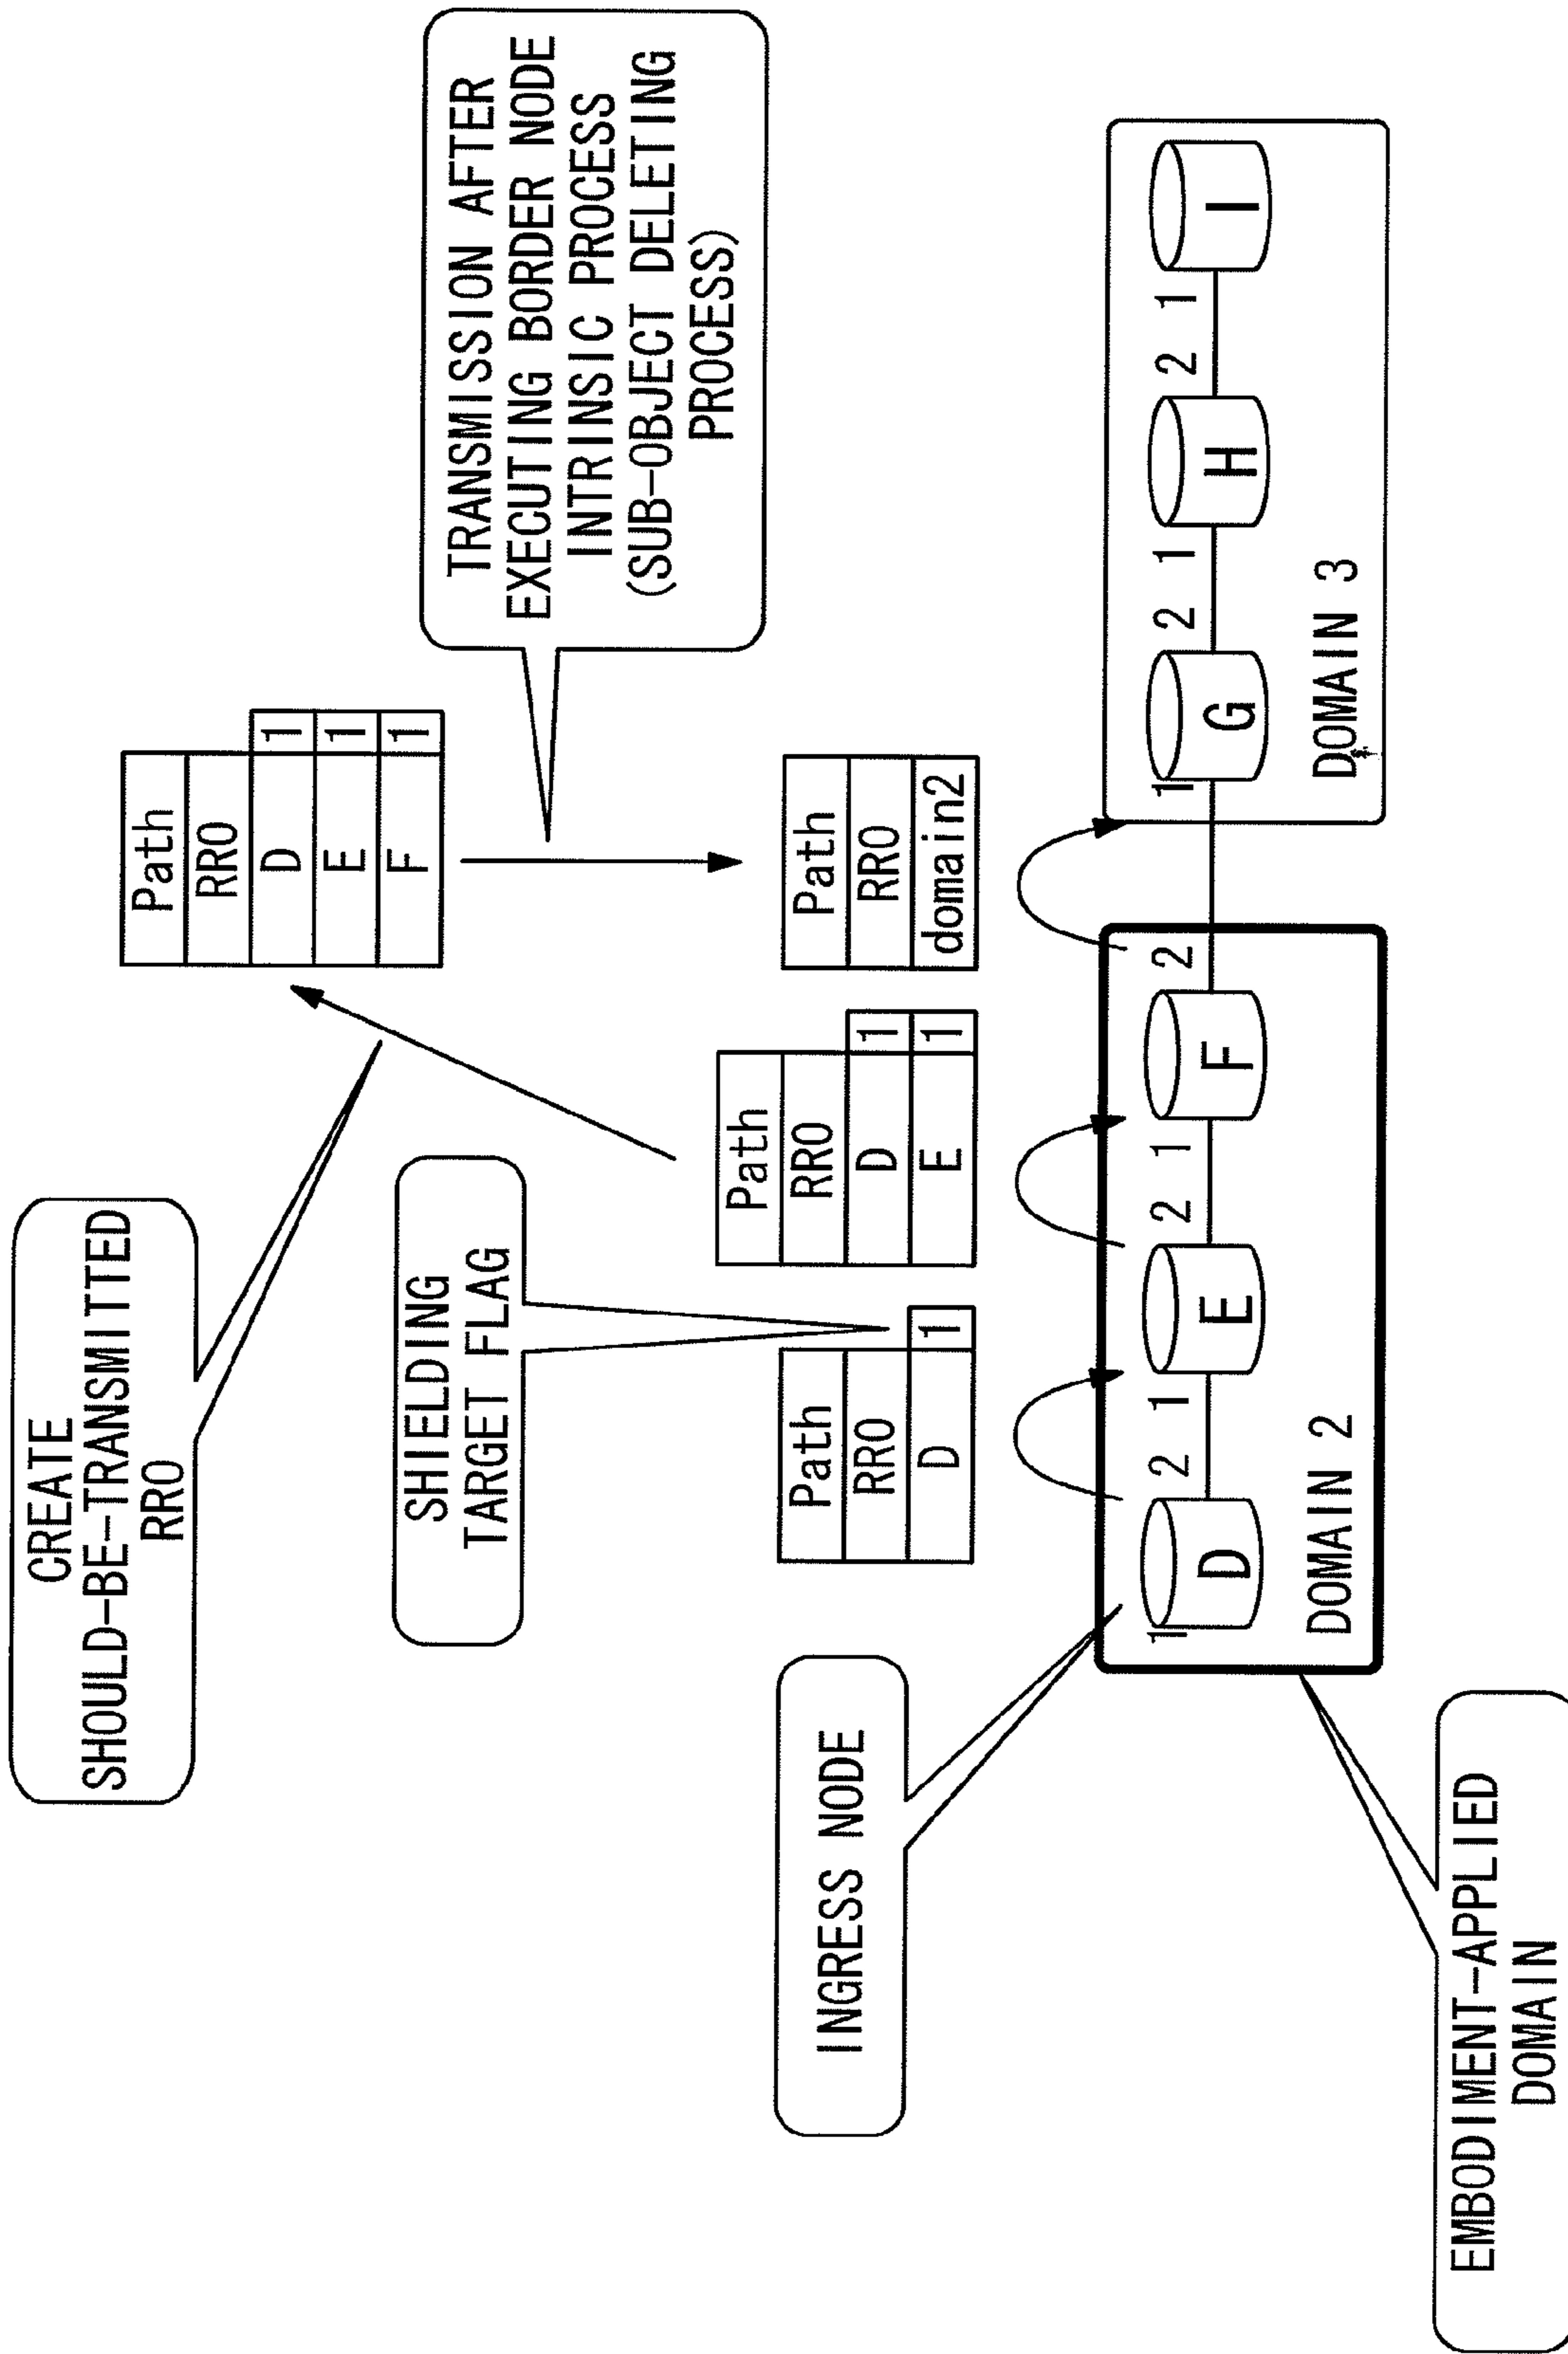 CREATE
SHOULD-BE-TRANSMITTED
RRO
Path
RRO
D 1
E 1
F 1
SHIELDING
TARGET FLAG
TRANSMISSION AFTER
EXECUTING BORDER NODE
INTRINSIC PROCESS
(SUB-OBJECT DELETING
PROCESS)
INGRESS NODE
Path
RRO
D 1
Path
RRO
D 1
E 1
Path
RRO
domain2
1 D 2 1 E 2 1 F 2 1 G 2 1 H 2 1 I
DOMAIN 2
DOMAIN 3
EMBODIMENT-APPLIED
DOMAIN